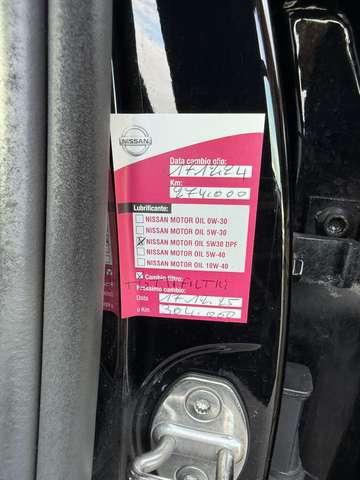 NISSAN
Data cambio olio:
17.12.24
Km:
274.000
Lubrificante:
NISSAN MOTOR OIL 0W-30
NISSAN MOTOR OIL 5W-30
NISSAN MOTOR OIL 5W30 DPF
NISSAN MOTOR OIL 5W-40
NISSAN MOTOR OIL 10W-40
Cambio filtro:
Prossimo cambio:
Data 17.12.25
o Km 304.000